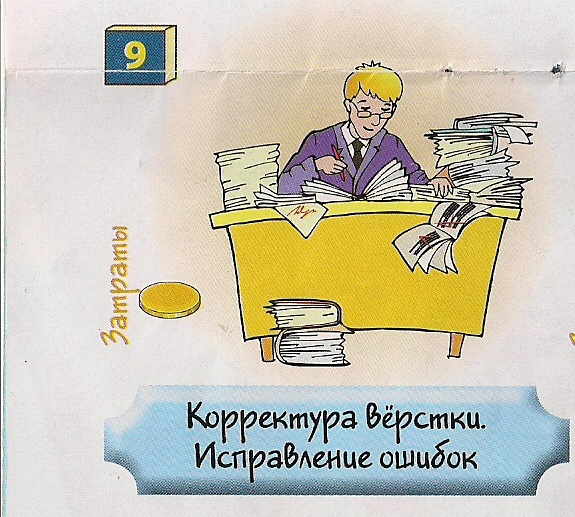 9
Затраты
Корректура вёрстки.
Исправление ошибок